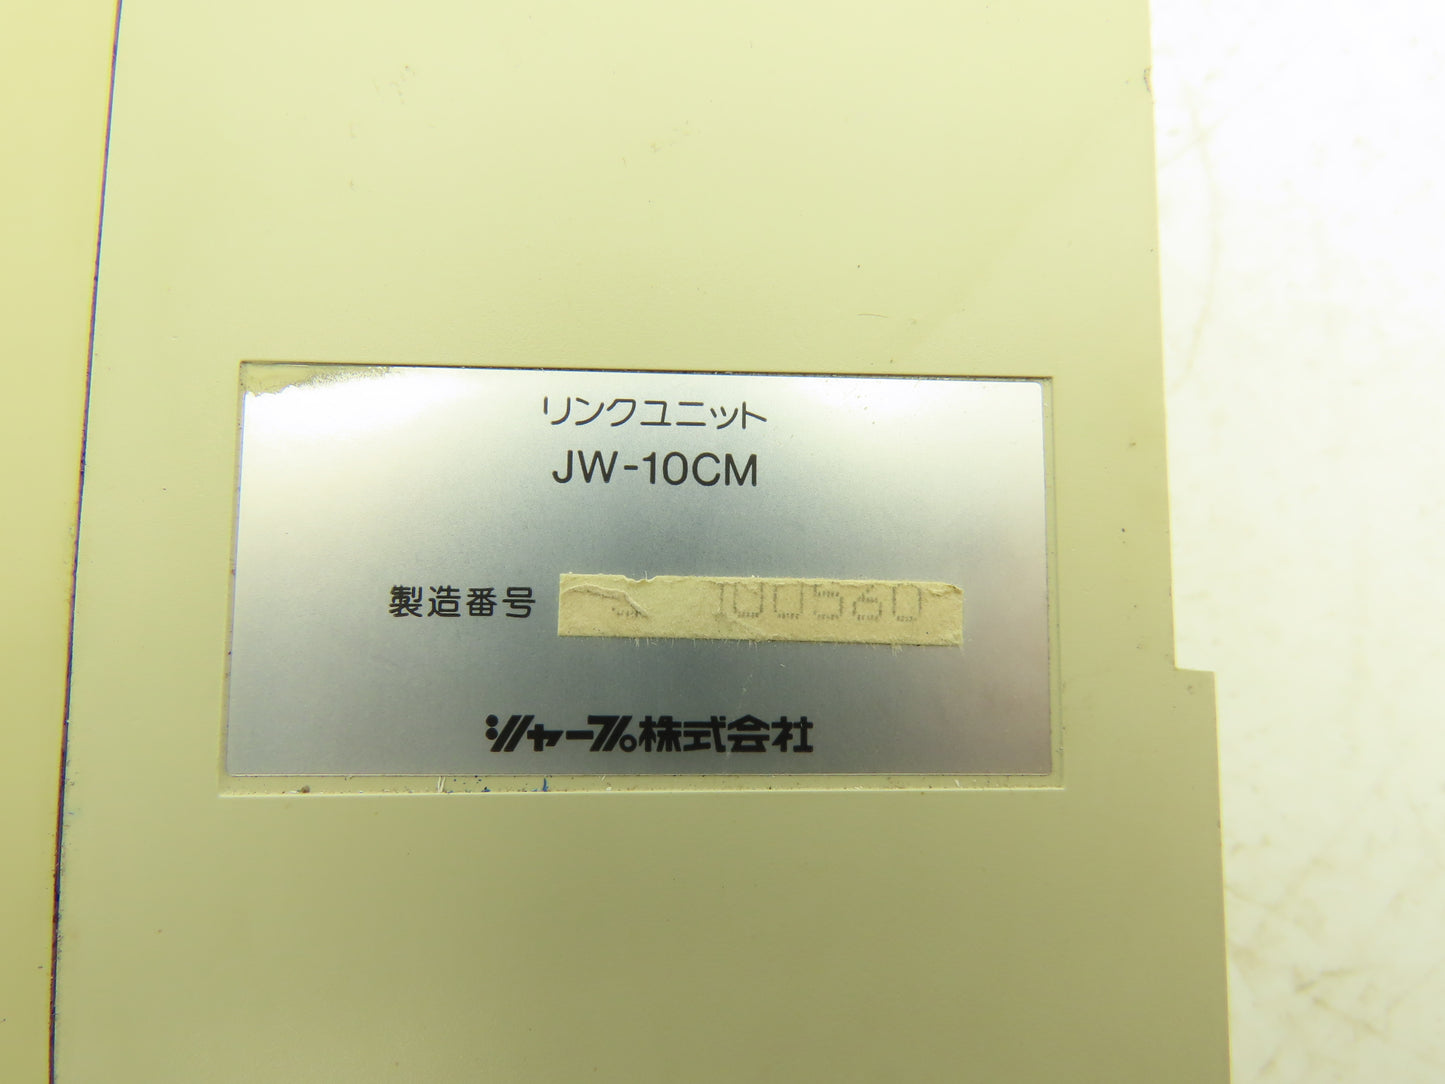 リンクユニット
JW-10CM
製造番号
シャープ株式会社